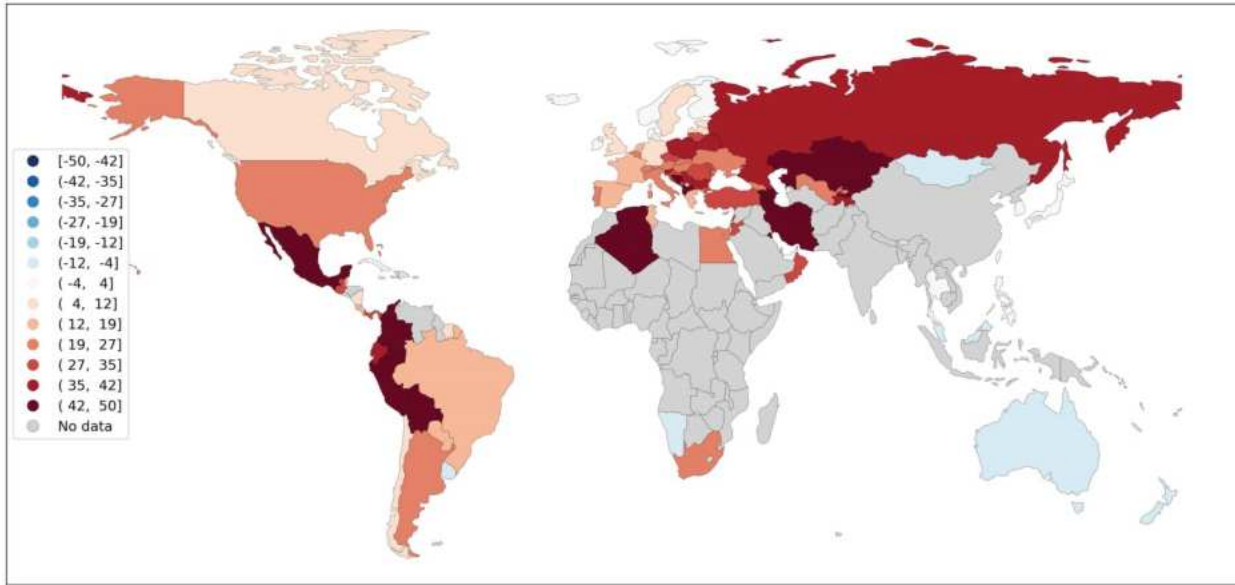 [-50, -42]
(-42, -35]
(-35, -27]
(-27, -19]
(-19, -12]
(-12, -4]
( -4, 4]
( 4, 12]
( 12, 19]
( 19, 27]
( 27, 35]
( 35, 42]
( 42, 50]
No data